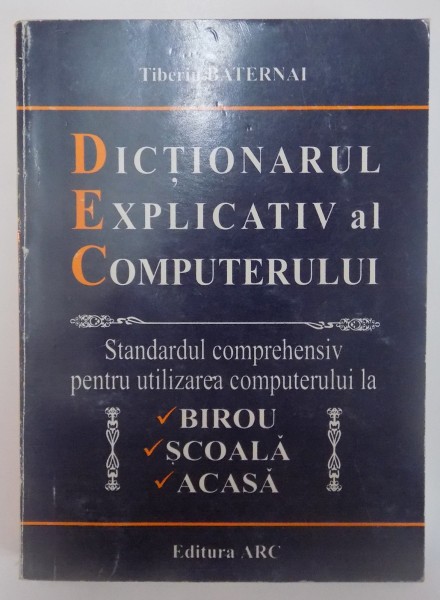 Tiberiu BATERNAI
DICȚIONARUL
EXPLICATIV al
COMPUTERULUI
Standardul comprehensiv
pentru utilizarea computerului la
✓ BIROU
✓ ȘCOALĂ
✓ ACASĂ
Editura ARC